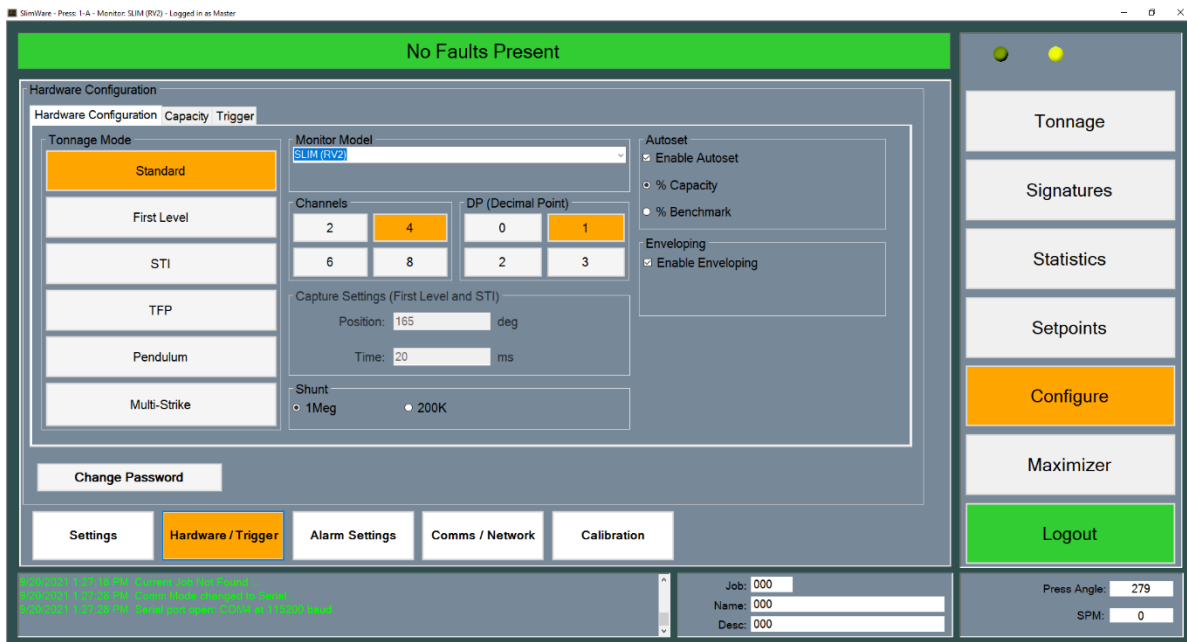 SlimWare - Press: 1-A - Monitor: SLIM (RV2) - Logged in as Master
No Faults Present
Hardware Configuration
Hardware Configuration Capacity Trigger
Tonnage Mode
Standard
First Level
STI
TFP
Pendulum
Multi-Strike
Monitor Model
SLIM (RV2)
Channels
2 4
6 8
DP (Decimal Point)
0 1
2 3
Capture Settings (First Level and STI)
Position: 165 deg
Time: 20 ms
Shunt
1Meg 200K
Autoset
Enable Autoset
% Capacity
% Benchmark
Enveloping
Enable Enveloping
Change Password
Settings Hardware / Trigger Alarm Settings Comms / Network Calibration
Tonnage
Signatures
Statistics
Setpoints
Configure
Maximizer
Logout
9/20/2021 1:27:18 PM Current Job Not Found
9/20/2021 1:27:28 PM Comm Mode changed to Serial
9/20/2021 1:27:28 PM Serial port open: COM4 at 115200 baud
Job: 000
Name: 000
Desc: 000
Press Angle: 279
SPM: 0